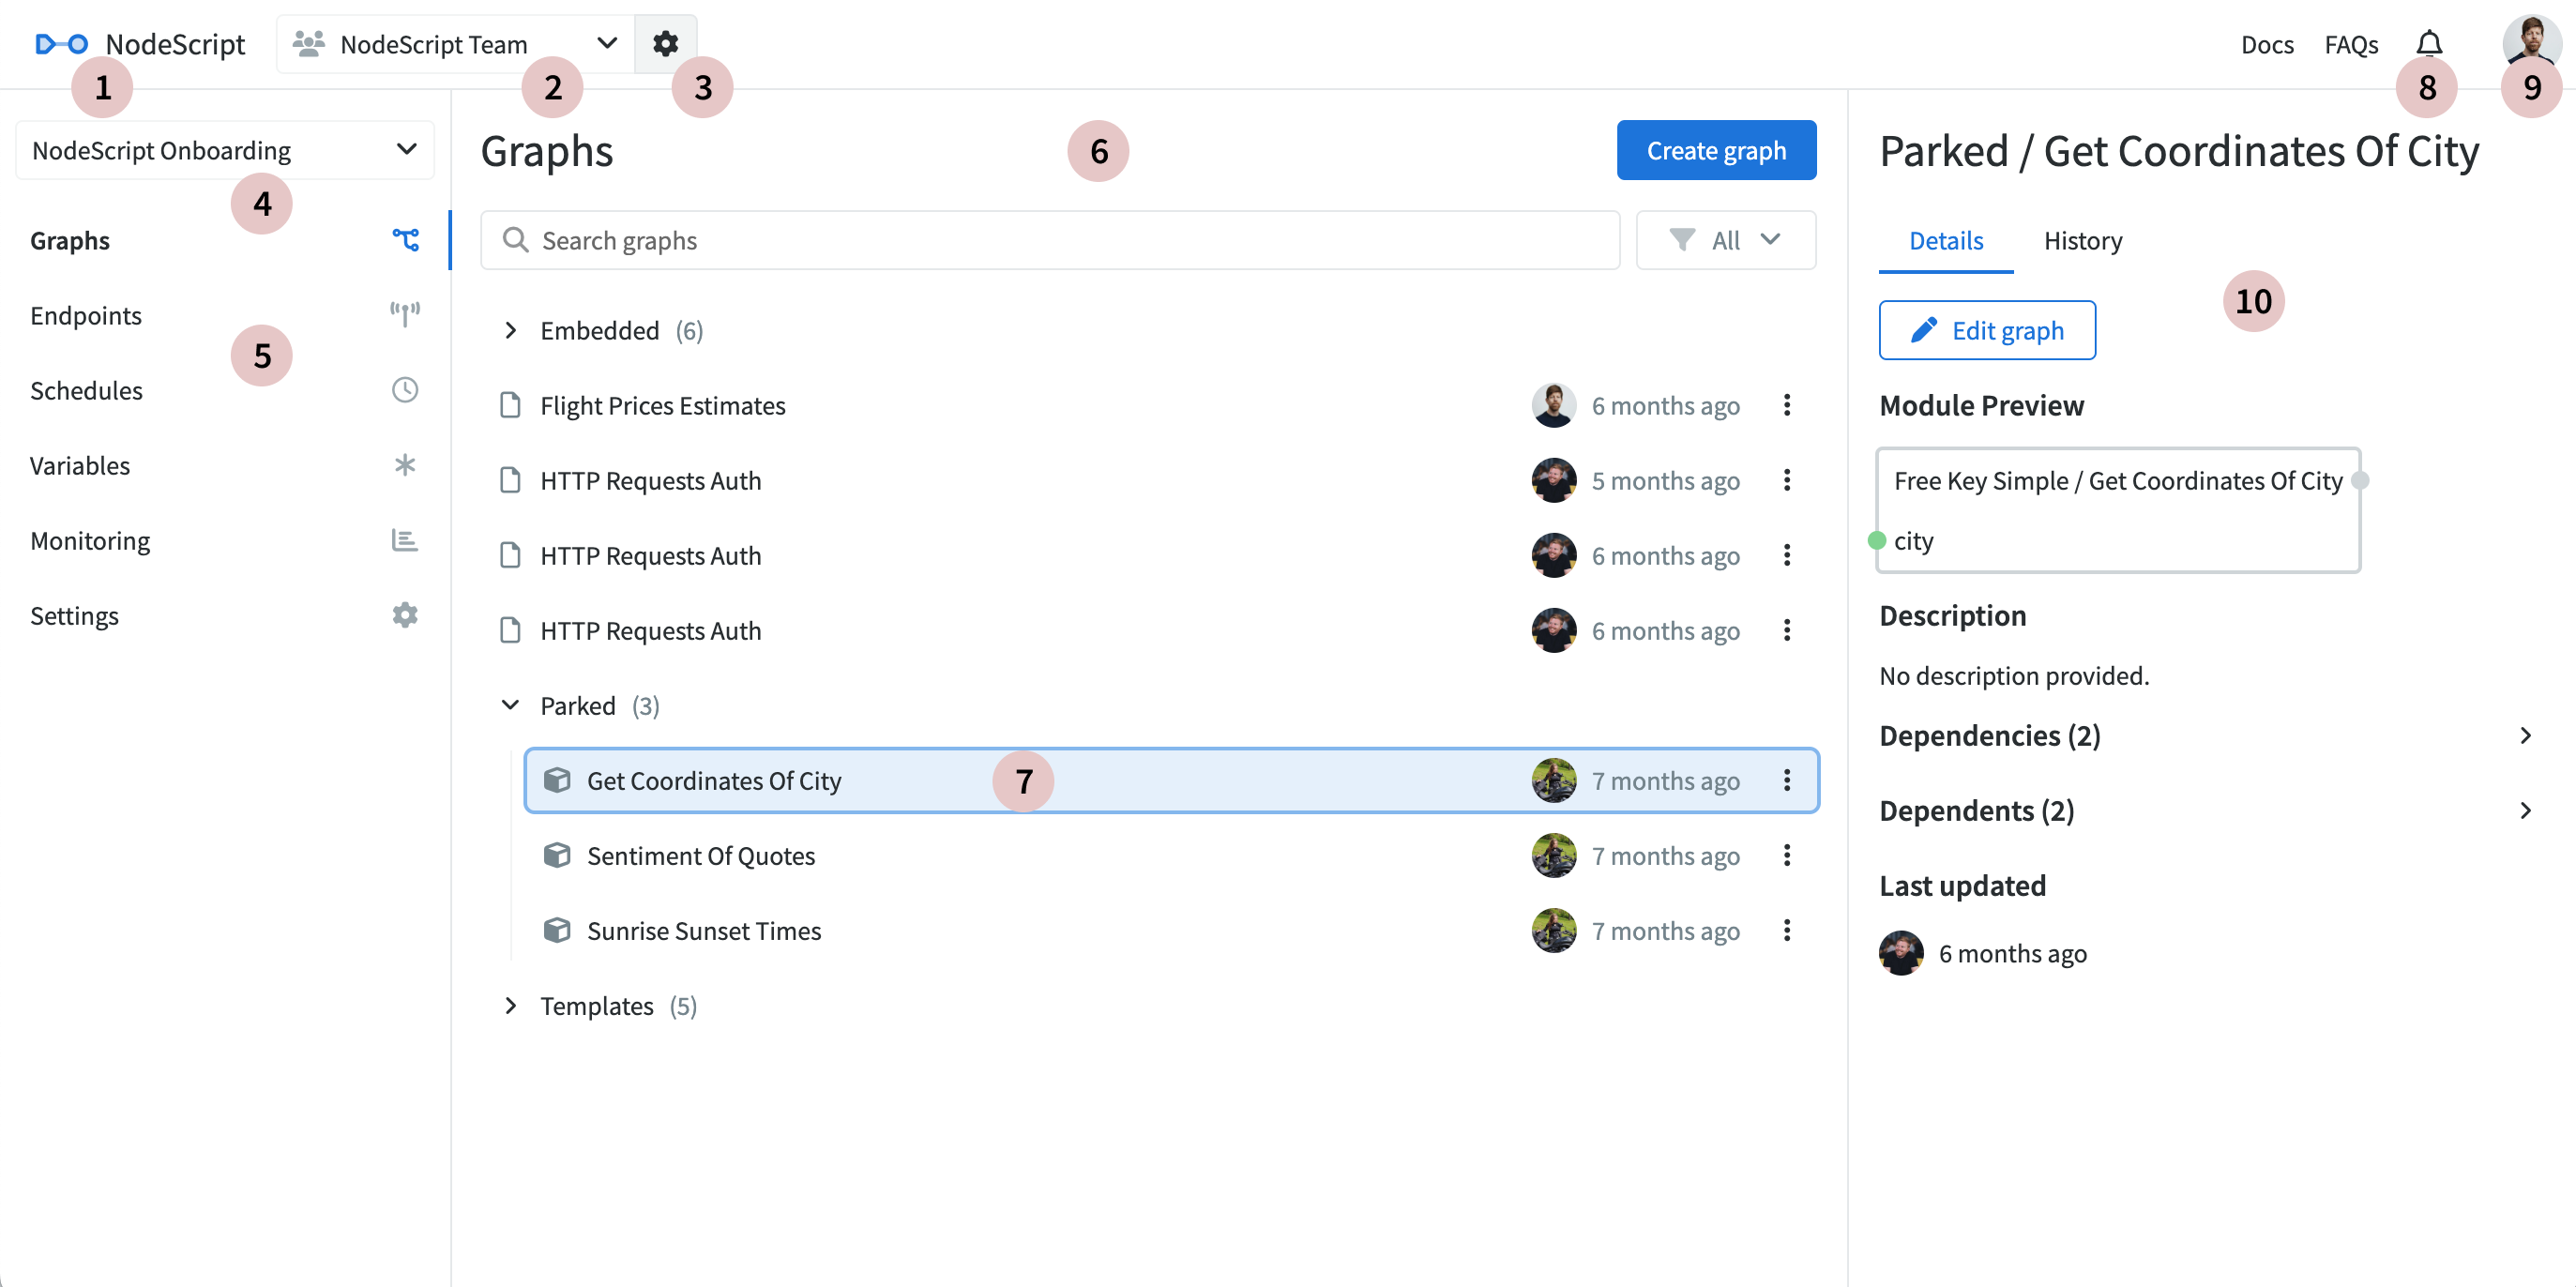 NodeScript
NodeScript Team
Docs
FAQs
1
2
3
8
9
NodeScript Onboarding
4
Graphs
Endpoints
5
Schedules
Variables
Monitoring
Settings
Graphs
6
Create graph
Search graphs
All
Embedded (6)
Flight Prices Estimates 6 months ago
HTTP Requests Auth 5 months ago
HTTP Requests Auth 6 months ago
HTTP Requests Auth 6 months ago
Parked (3)
Get Coordinates Of City 7 7 months ago
Sentiment Of Quotes 7 months ago
Sunrise Sunset Times 7 months ago
Templates (5)
Parked / Get Coordinates Of City
Details History
10
Edit graph
Module Preview
Free Key Simple / Get Coordinates Of City
city
Description
No description provided.
Dependencies (2)
Dependents (2)
Last updated
6 months ago